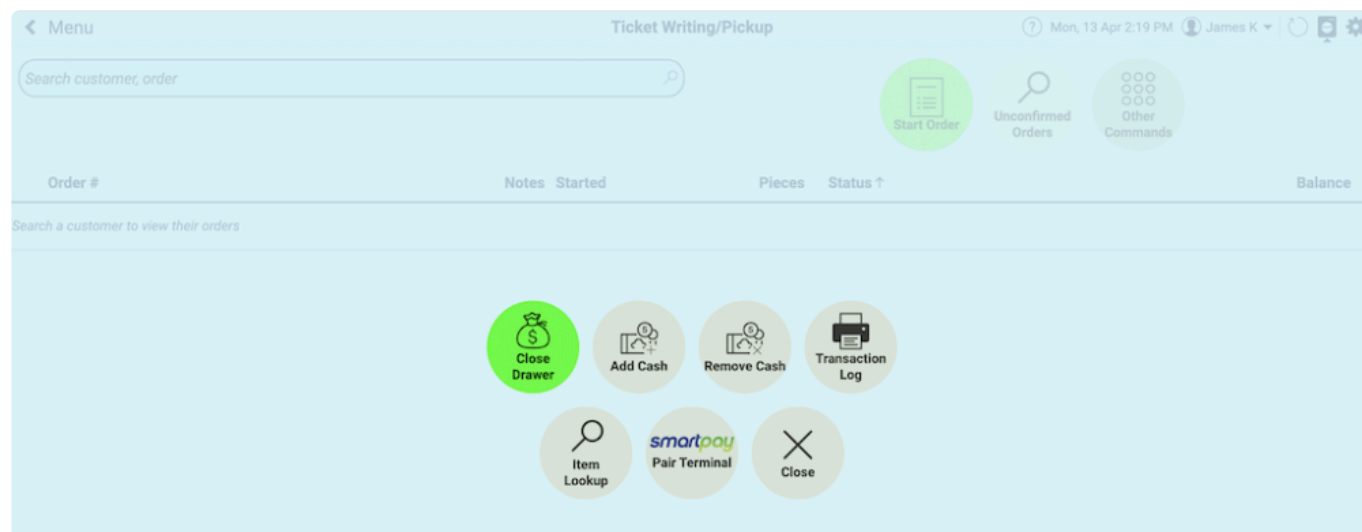 Menu
Ticket Writing/Pickup
Mon, 13 Apr 2:19 PM
James K
Search customer, order
Start Order
Unconfirmed
Orders
Other
Commands
Order #
Notes
Started
Pieces
Status ↑
Balance
Search a customer to view their orders
$
Close
Drawer
5
Add Cash
5
Remove Cash
Transaction
Log
Item
Lookup
smartpay
Pair Terminal
Close